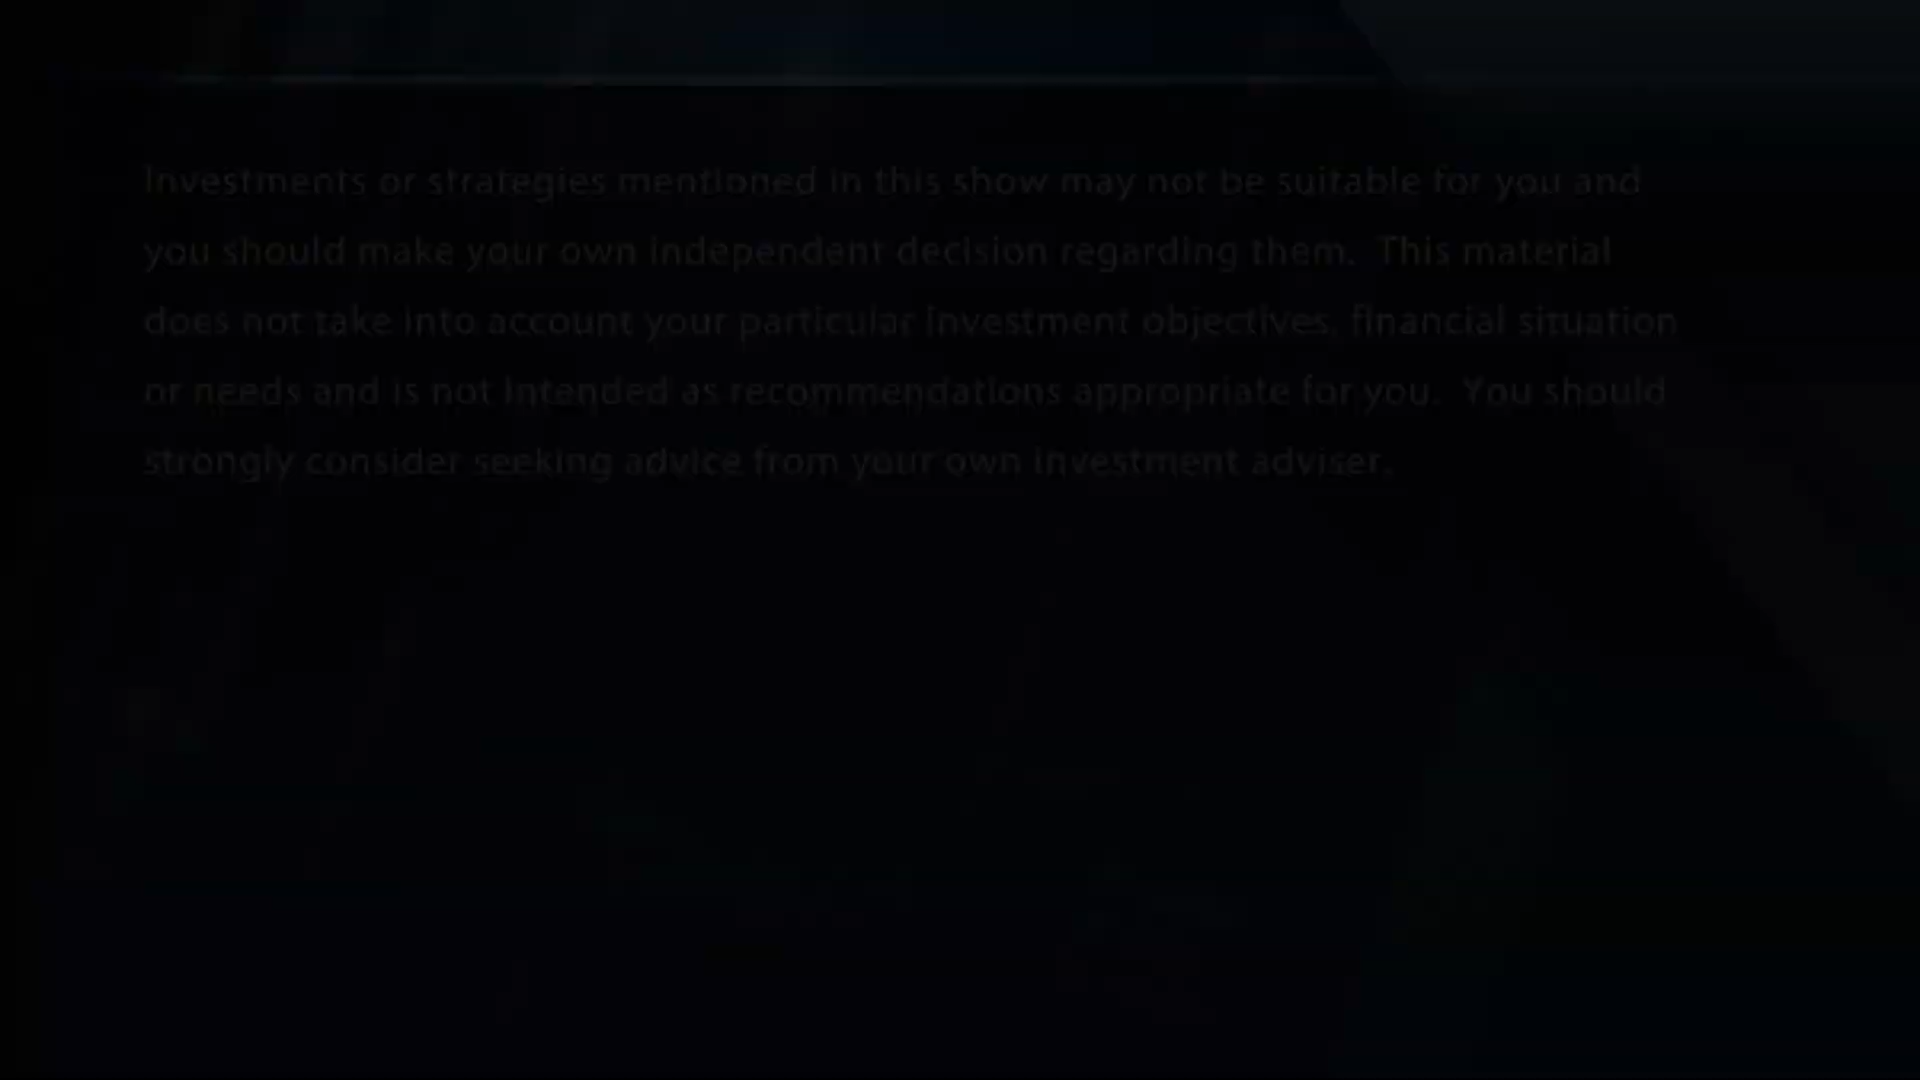 Investments or strategies mentioned in this show may not be suitable for you and
you should make your own independent decision regarding them.  This material
does not take into account your particular investment objectives, financial situation
or needs and is not intended as recommendations appropriate for you.  You should
strongly consider seeking advice from your own investment adviser.